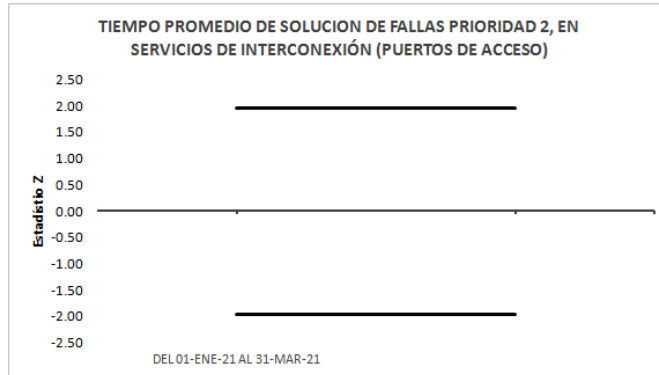 TIEMPO PROMEDIO DE SOLUCION DE FALLAS PRIORIDAD 2, EN
SERVICIOS DE INTERCONEXIÓN (PUERTOS DE ACCESO)
2.50
2.00
1.50
1.00
0.50
0.00
-0.50
-1.00
-1.50
-2.00
-2.50
Estadístio Z
DEL 01-ENE-21 AL 31-MAR-21